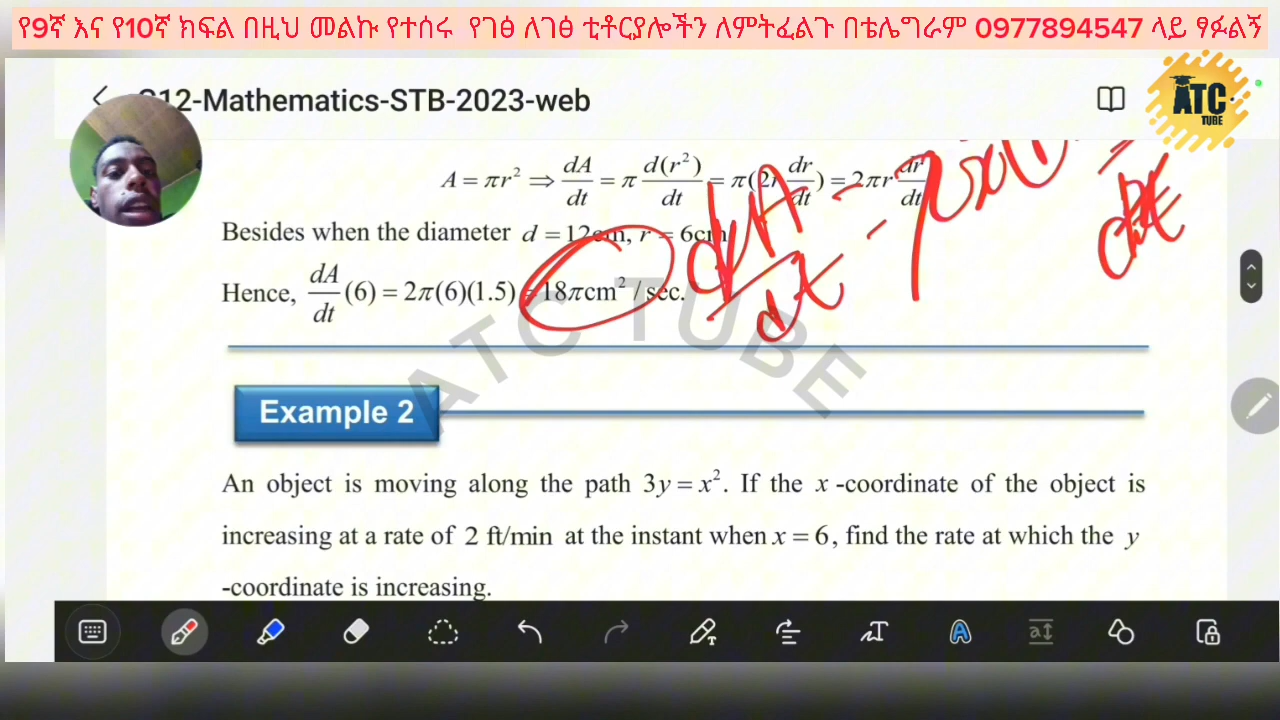 የ9ኛ እና የ10ኛ ክፍል በዚህ መልኩ የተሰሩ የገፅ ለገፅ ቲቶርያሎችን ለምትፈልጉ በቴሌግራም 0977894547 ላይ ፃፉልኝ
12-Mathematics-STB-2023-web
ATC
TUBE
A = πr² ⇒ dA/dt = π d(r²)/dt = π(2r dr/dt) = 2πr dr/dt
Besides when the diameter d = 12cm, r = 6cm
Hence, dA/dt (6) = 2π(6)(1.5) = 18πcm² / sec.
dA/dt =
ATC TUBE
Example 2
An object is moving along the path 3y = x². If the x -coordinate of the object is
increasing at a rate of 2 ft/min at the instant when x = 6, find the rate at which the y
-coordinate is increasing.